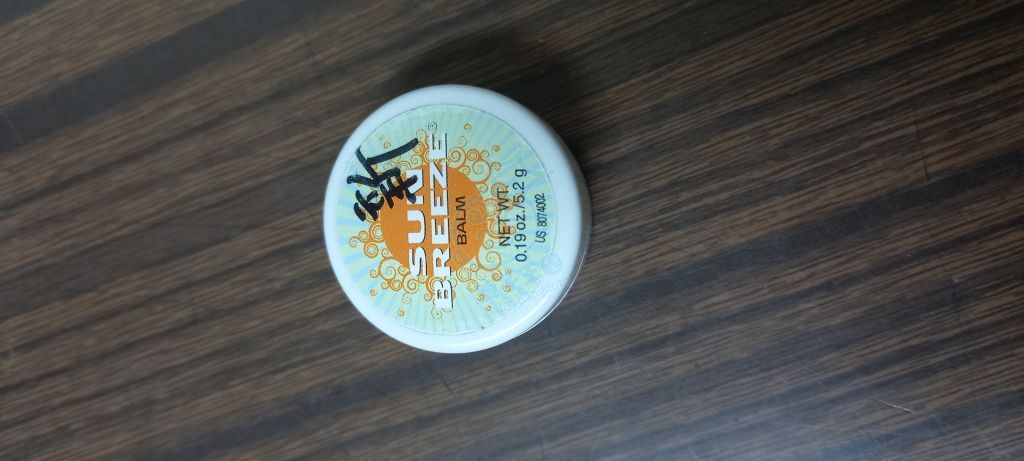 新
SUN
BREEZE®
BALM
NET WT.
0.19 oz./5.2 g
US 8074002